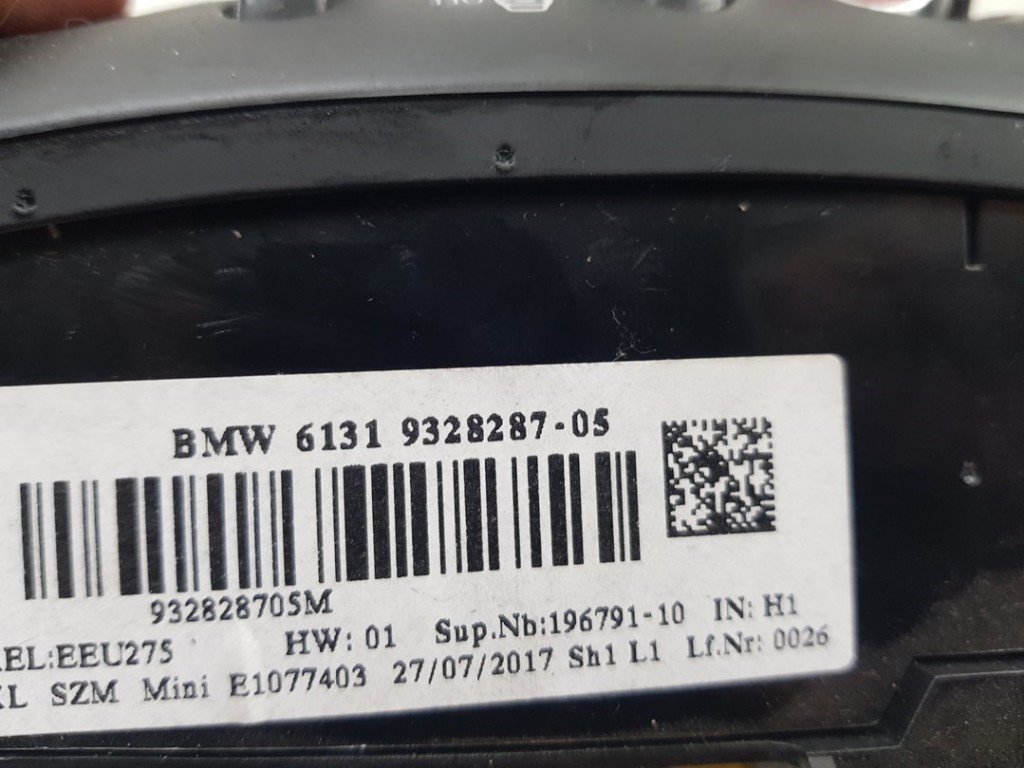 BMW 6131 9328287-05
932828705M
EL:EEU275 HW: 01 Sup.Nb:196791-10 IN: H1
L SZM Mini E1077403 27/07/2017 Sh1 L1 Lf.Nr: 0026